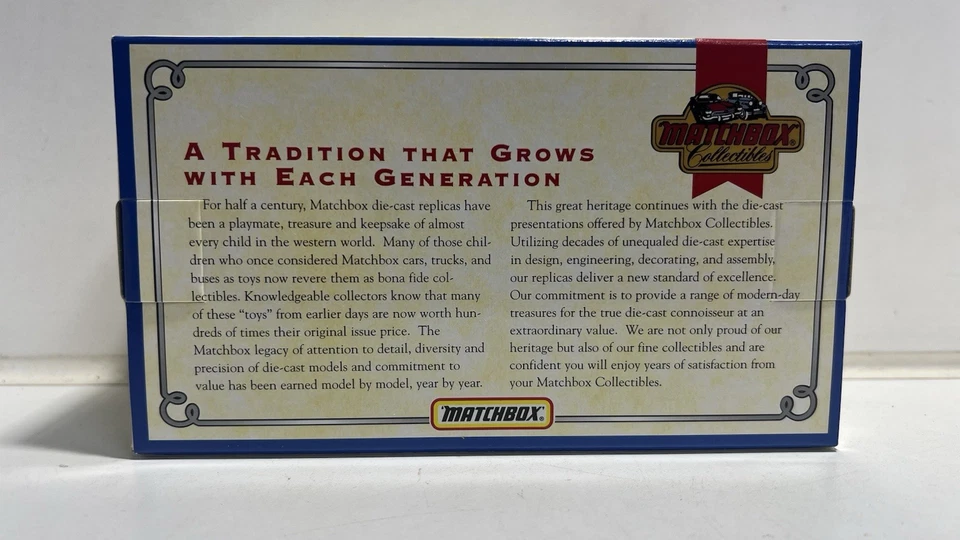 MATCHBOX®
Collectibles
A TRADITION THAT GROWS
WITH EACH GENERATION
For half a century, Matchbox die-cast replicas have
been a playmate, treasure and keepsake of almost
every child in the western world. Many of those chil-
dren who once considered Matchbox cars, trucks, and
buses as toys now revere them as bona fide col-
lectibles. Knowledgeable collectors know that many
of these “toys” from earlier days are now worth hun-
dreds of times their original issue price. The
Matchbox legacy of attention to detail, diversity and
precision of die-cast models and commitment to
value has been earned model by model, year by year.
This great heritage continues with the die-cast
presentations offered by Matchbox Collectibles.
Utilizing decades of unequaled die-cast expertise
in design, engineering, decorating, and assembly,
our replicas deliver a new standard of excellence.
Our commitment is to provide a range of modern-day
treasures for the true die-cast connoisseur at an
extraordinary value. We are not only proud of our
heritage but also of our fine collectibles and are
confident you will enjoy years of satisfaction from
your Matchbox Collectibles.
"MATCHBOX"®